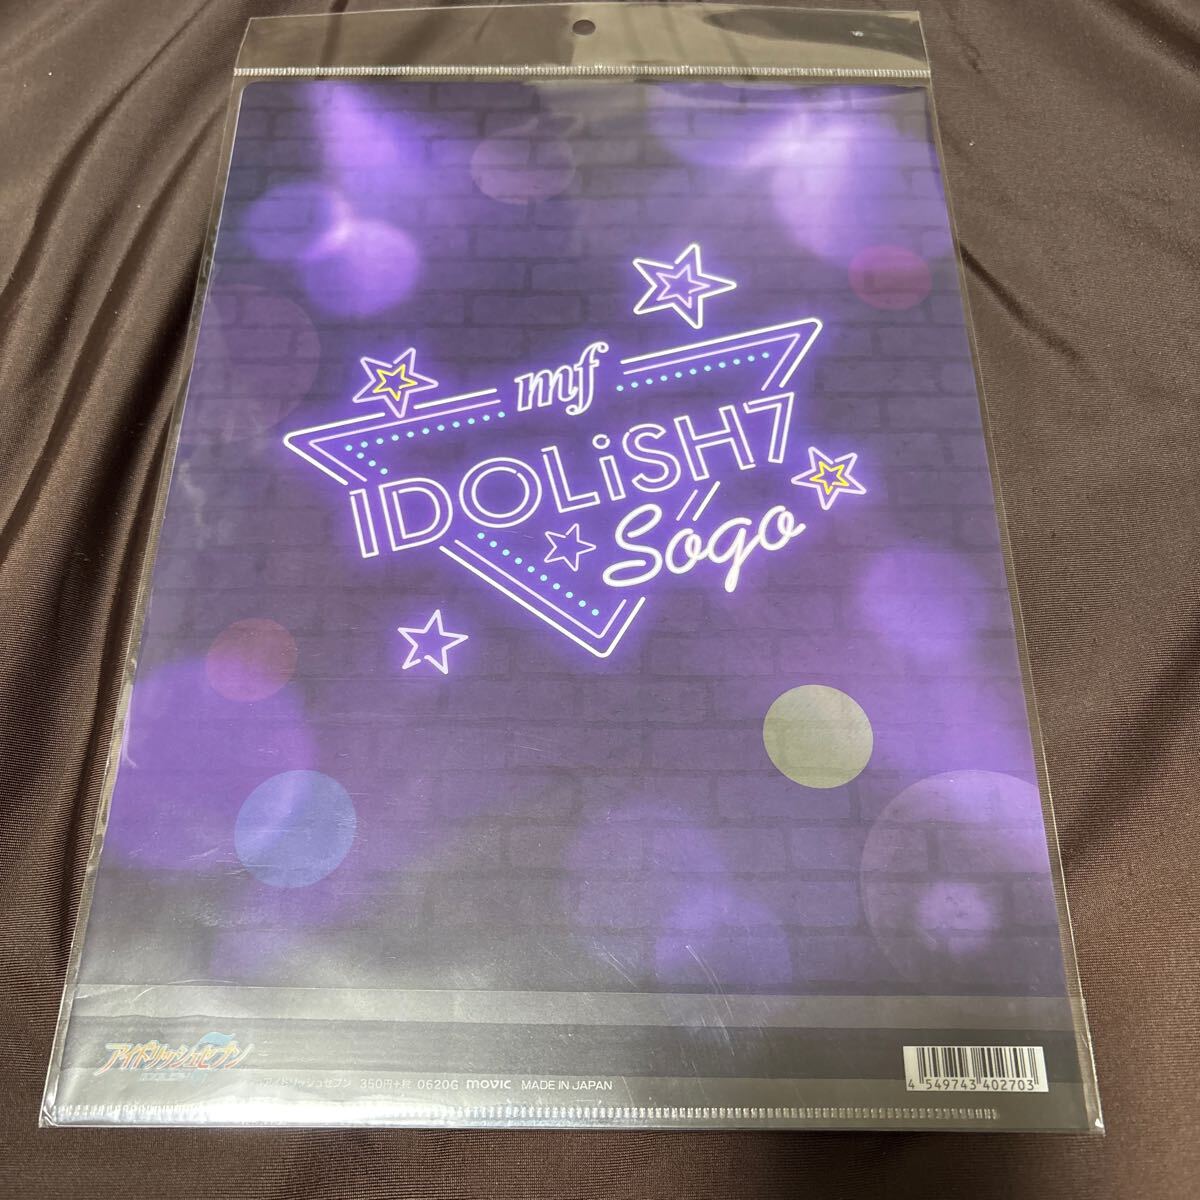 mf
IDOLiSH7
Sogo
アイドリッシュセブン
アイドリッシュセブン 350円+税 0620G movic MADE IN JAPAN
4 549743 402703